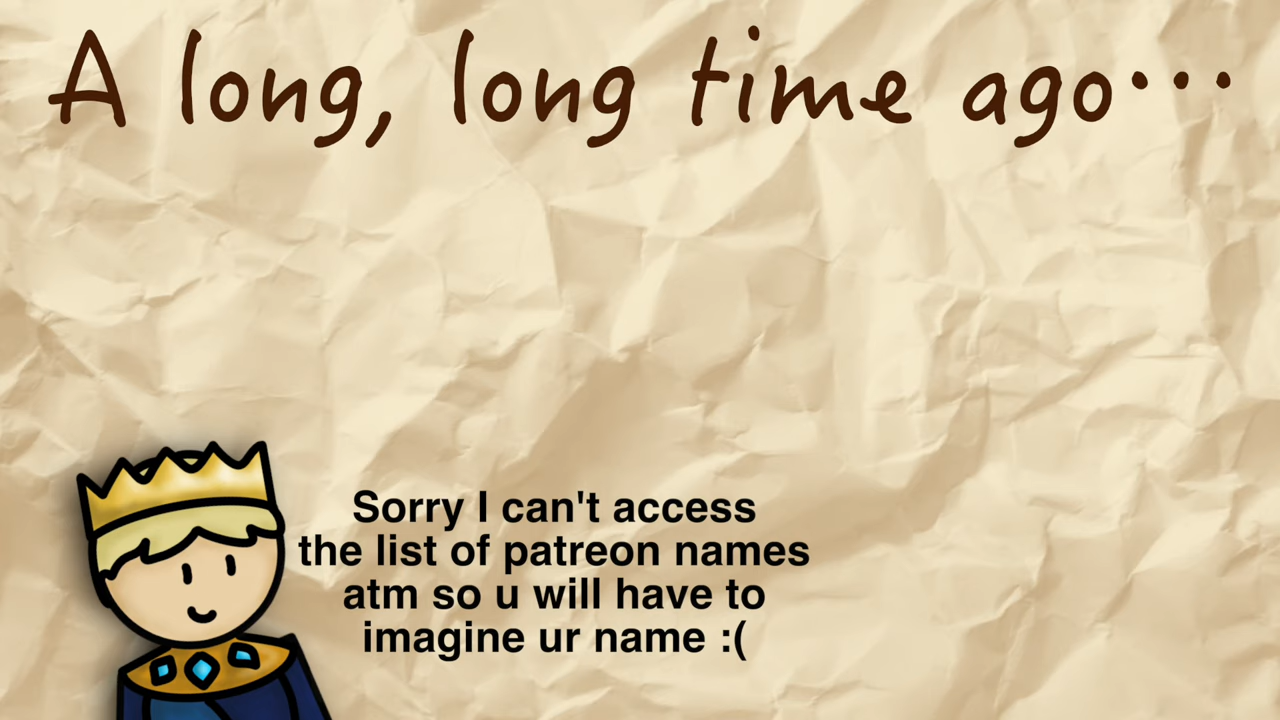 A long, long time ago...
Sorry I can't access
the list of patreon names
atm so u will have to
imagine ur name :(